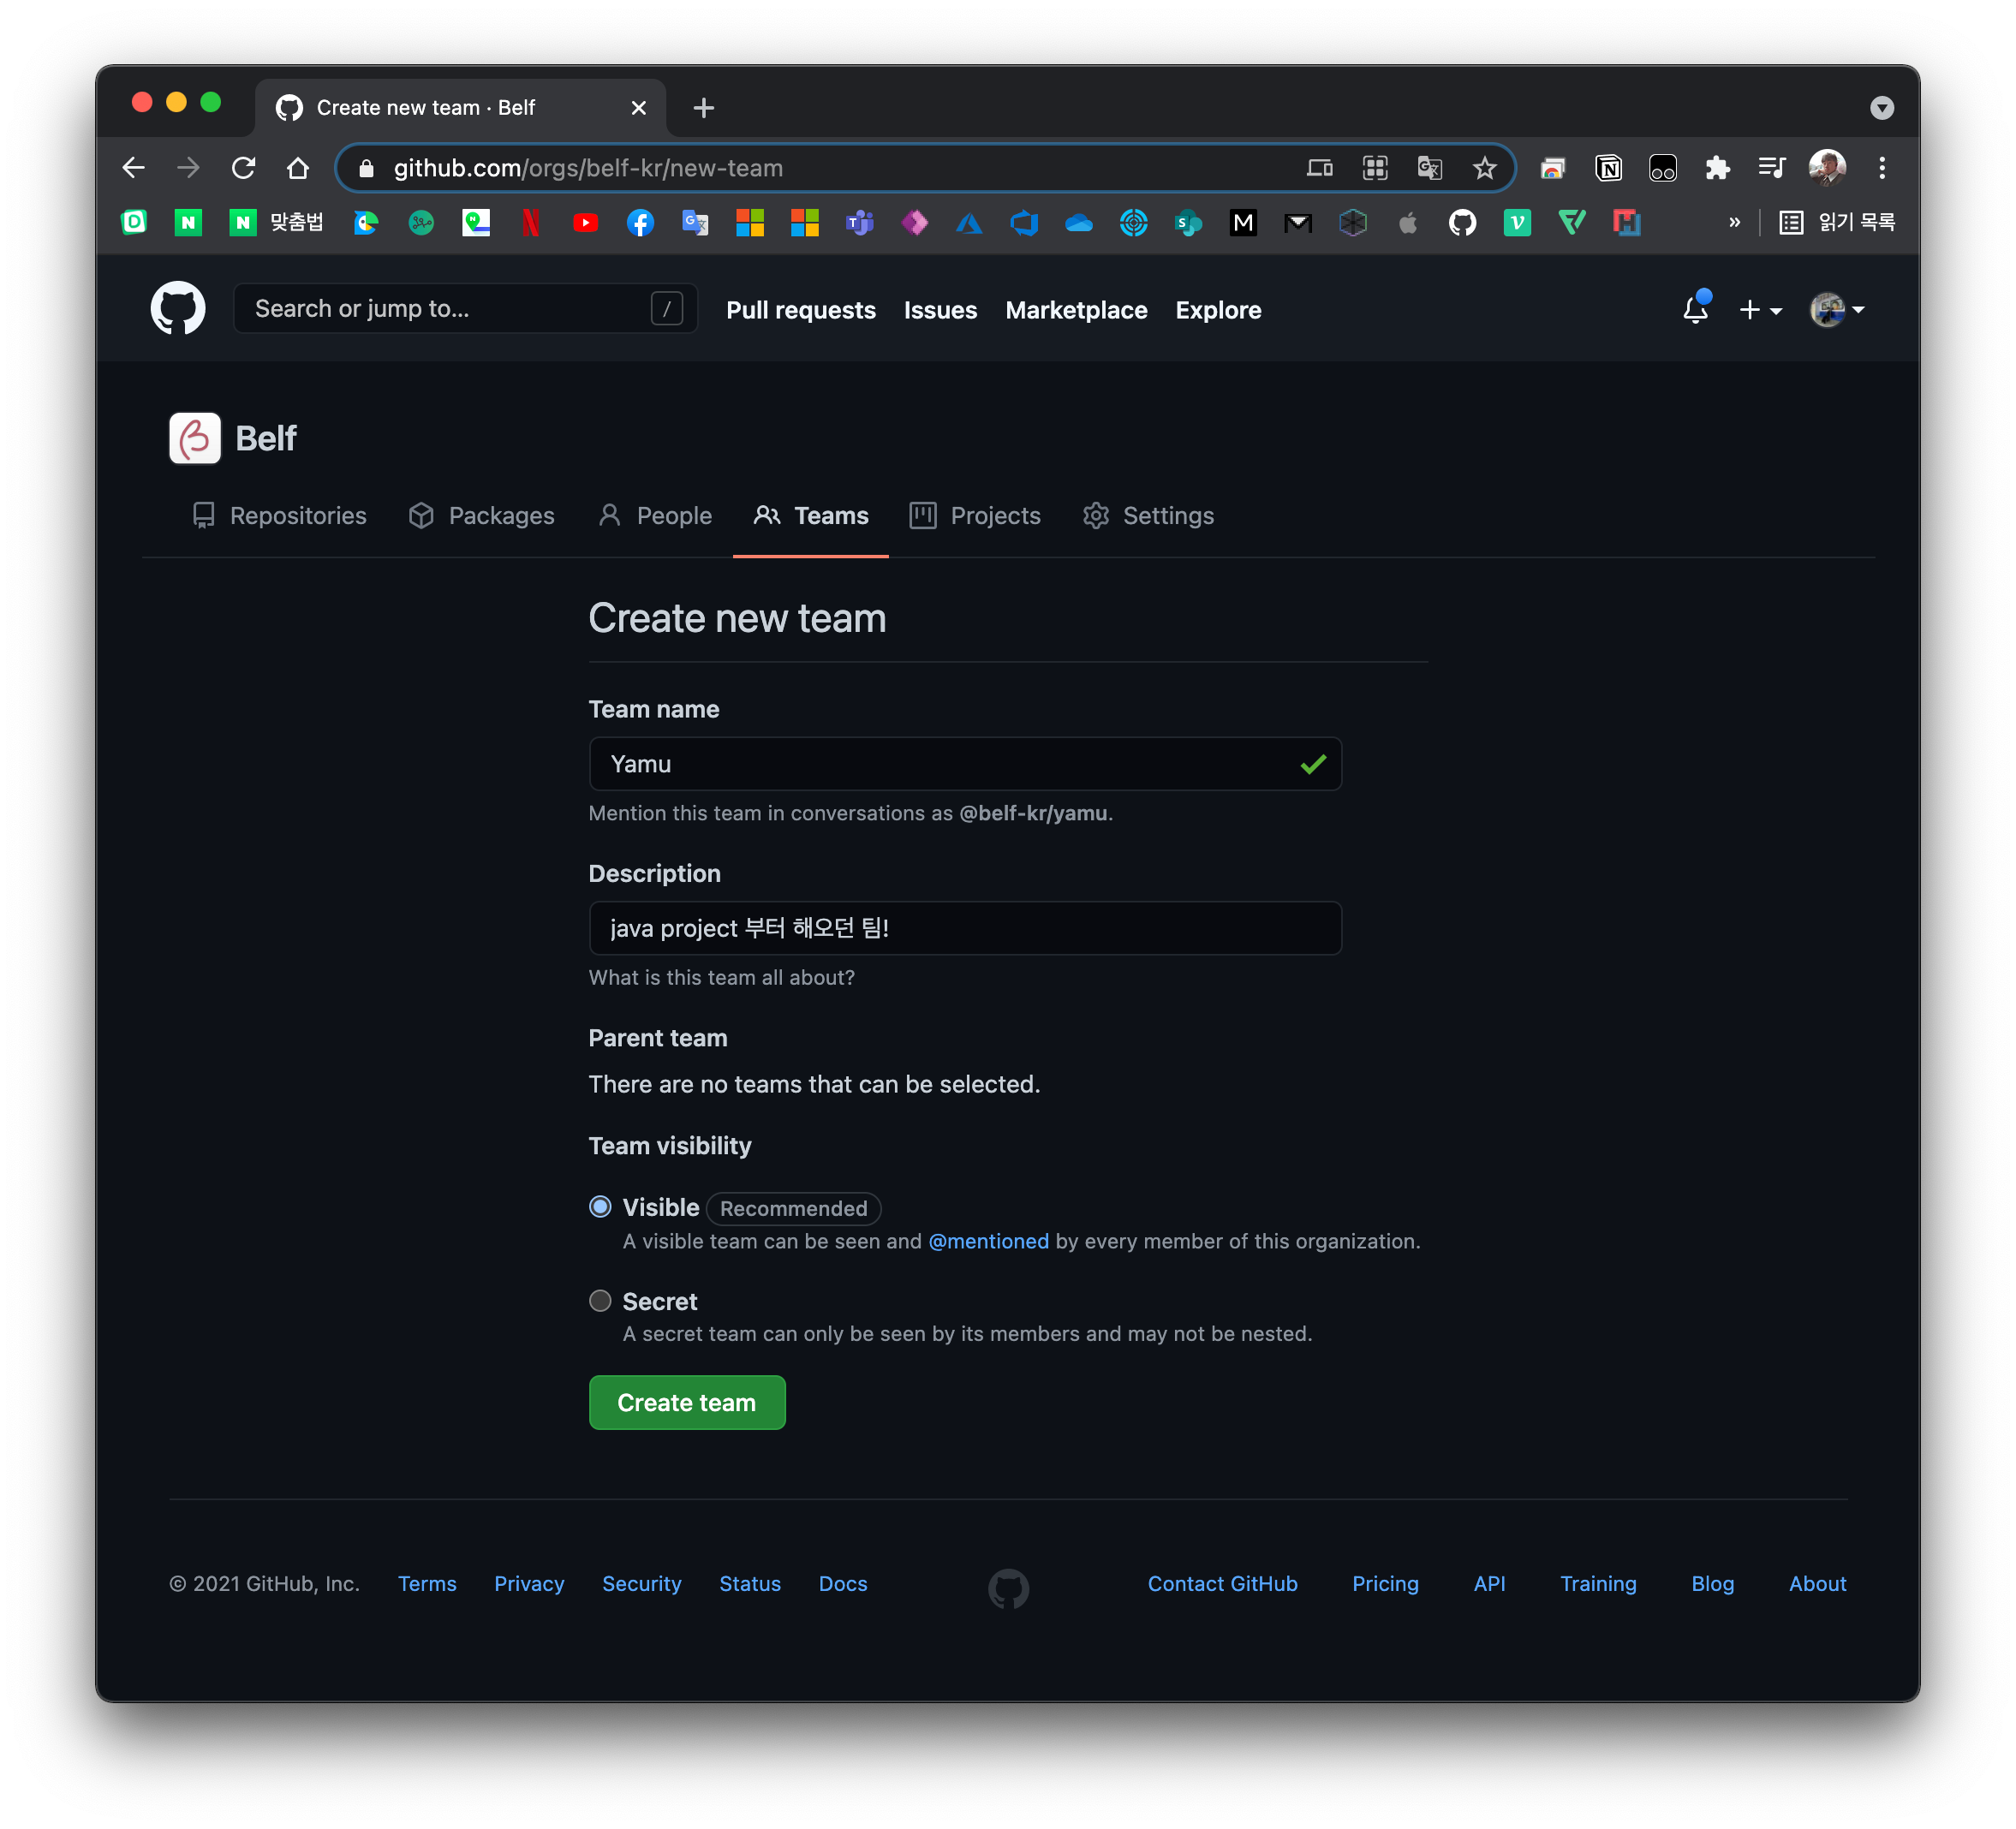 Create new team · Belf
github.com/orgs/belf-kr/new-team
맞춤법
» 읽기 목록
Search or jump to... /
Pull requests Issues Marketplace Explore
Belf
Repositories Packages People Teams Projects Settings
Create new team
Team name
Yamu
Mention this team in conversations as @belf-kr/yamu.
Description
java project 부터 해오던 팀!
What is this team all about?
Parent team
There are no teams that can be selected.
Team visibility
Visible Recommended
A visible team can be seen and @mentioned by every member of this organization.
Secret
A secret team can only be seen by its members and may not be nested.
Create team
© 2021 GitHub, Inc. Terms Privacy Security Status Docs Contact GitHub Pricing API Training Blog About